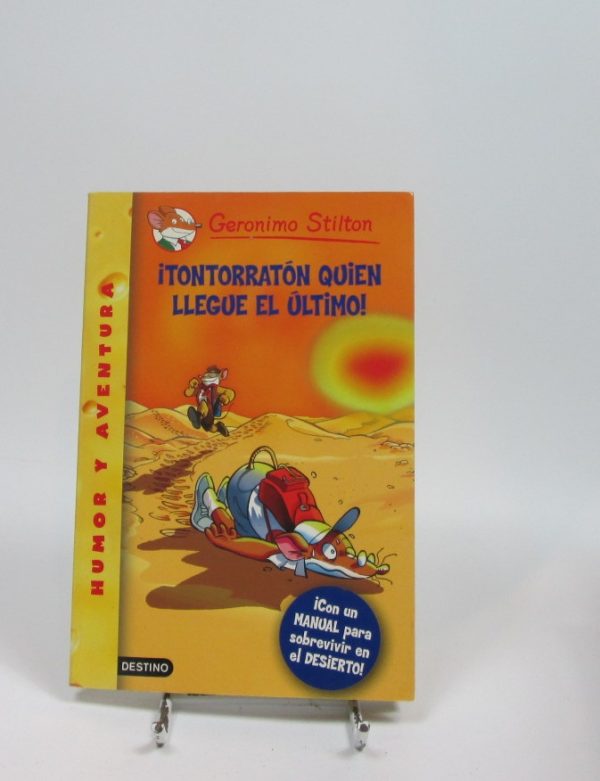 Geronimo Stilton
¡TONTORRATÓN QUiEN
LLEGUE EL ÚLTiMO!
HUMOR Y AVENTURA
¡Con un
MANUAL para
sobrevivir en
el DESiERTO!
DESTINO